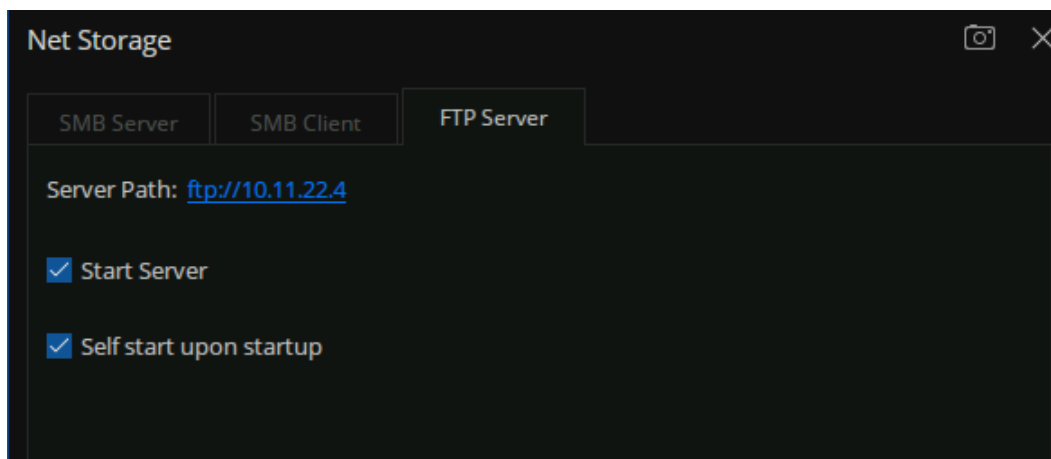 Net Storage
SMB Server SMB Client FTP Server
Server Path: ftp://10.11.22.4
Start Server
Self start upon startup